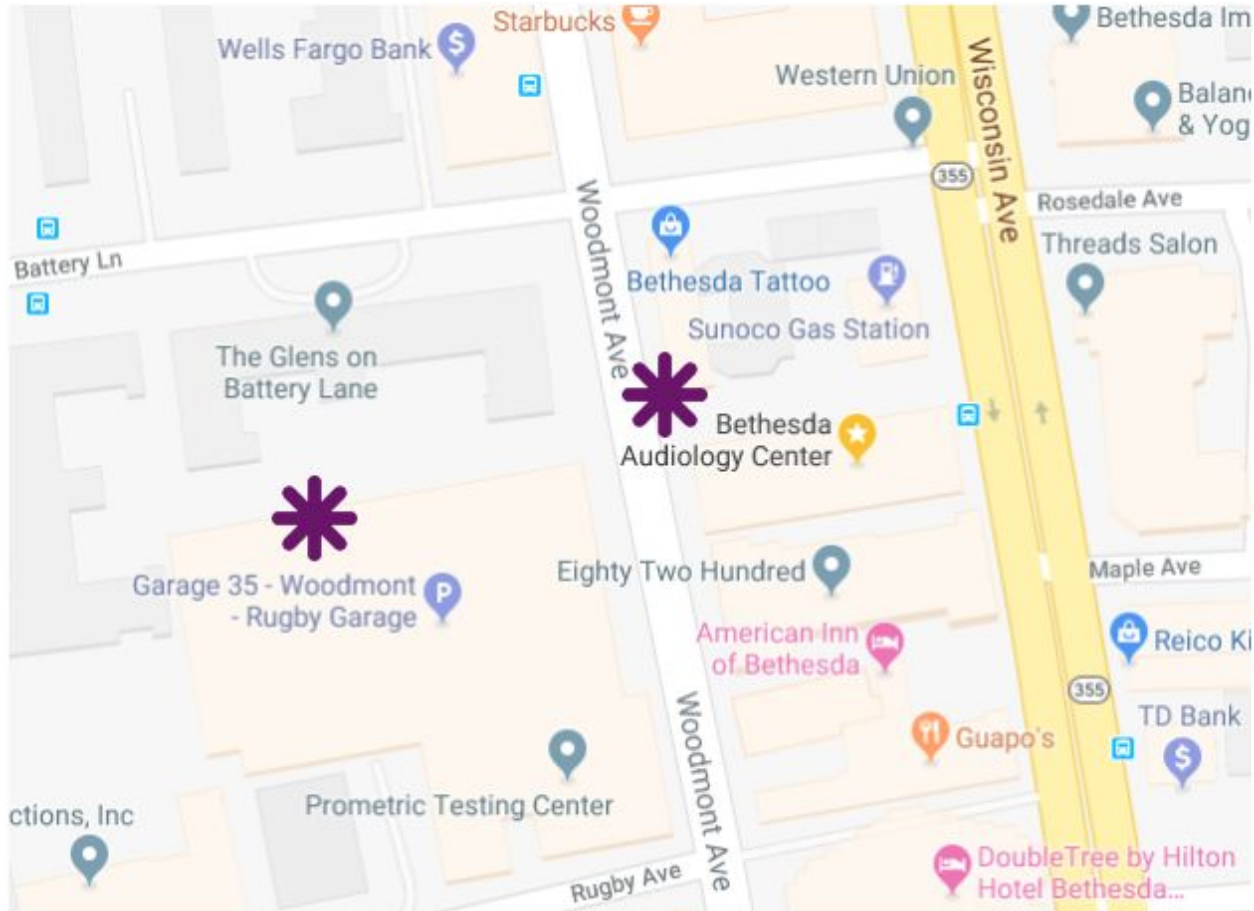 Starbucks
Bethesda Im
Wells Fargo Bank
Western Union
Wisconsin Ave
Balan
& Yog
355
Woodmont Ave
Rosedale Ave
Battery Ln
Threads Salon
Bethesda Tattoo
Sunoco Gas Station
The Glens on
Battery Lane
Bethesda
Audiology Center
Eighty Two Hundred
Maple Ave
Garage 35 - Woodmont
- Rugby Garage
P
American Inn
of Bethesda
Reico Ki
355
Woodmont Ave
TD Bank
Guapo's
Prometric Testing Center
ctions, Inc
Rugby Ave
DoubleTree by Hilton
Hotel Bethesda...